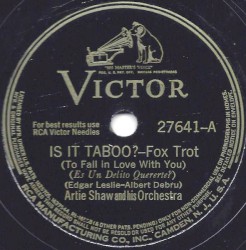 "HIS MASTER'S VOICE"
VICTOR
For best results use
RCA Victor Needles
27641-A
IS IT TABOO?-Fox Trot
(To Fall in Love With You)
(Es Un Delito Quererte?)
(Edgar Leslie-Albert Debru)
Artie Shaw and his Orchestra
RCA MANUFACTURING CO., INC., CAMDEN, N. J., U. S. A.